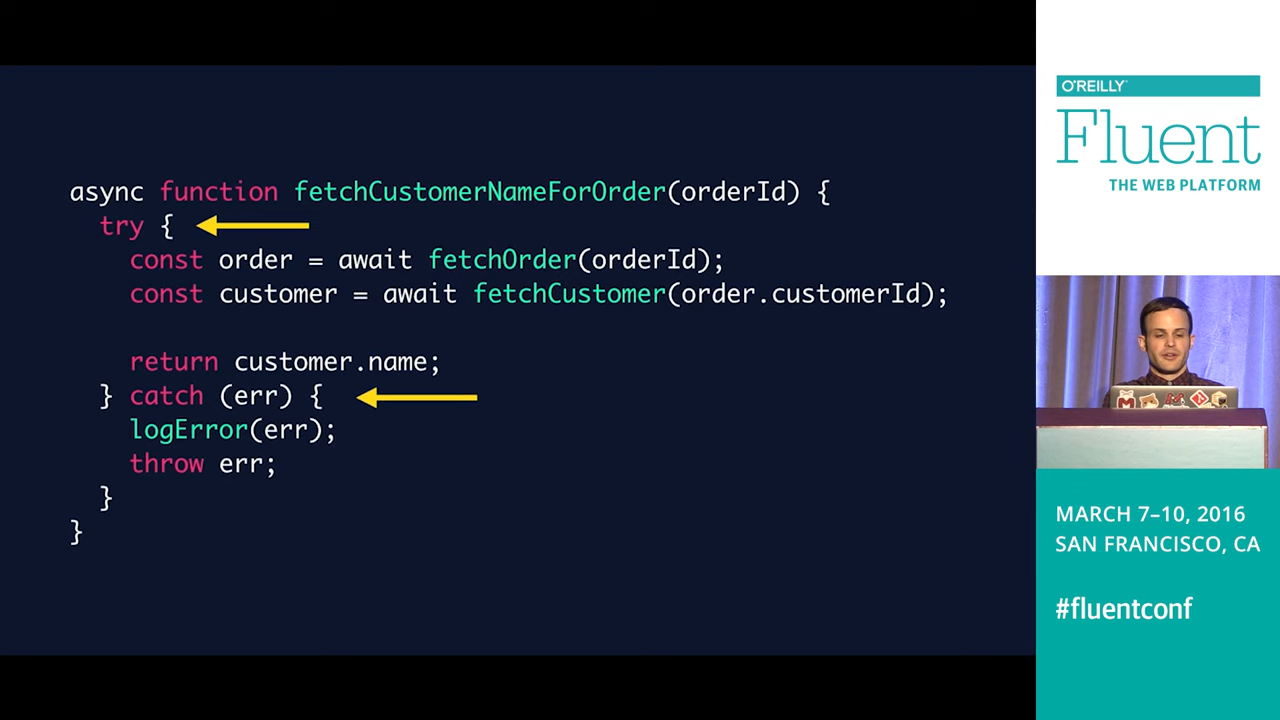 async function fetchCustomerNameForOrder(orderId) {
try {
const order = await fetchOrder(orderId);
const customer = await fetchCustomer(order.customerId);
return customer.name;
} catch (err) {
logError(err);
throw err;
}
}
O'REILLY
Fluent
THE WEB PLATFORM
MARCH 7–10, 2016
SAN FRANCISCO, CA
#fluentconf